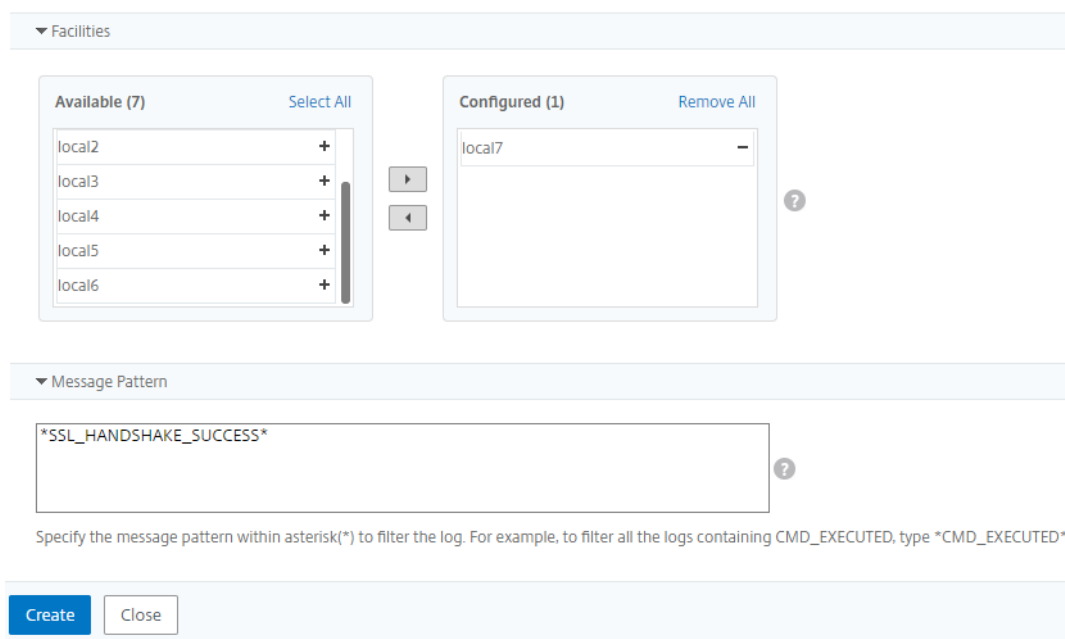 Facilities
Available (7) Select All
local2 +
local3 +
local4 +
local5 +
local6 +
Configured (1) Remove All
local7 −
?
Message Pattern
*SSL_HANDSHAKE_SUCCESS*
?
Specify the message pattern within asterisk(*) to filter the log. For example, to filter all the logs containing CMD_EXECUTED, type *CMD_EXECUTED*
Create Close